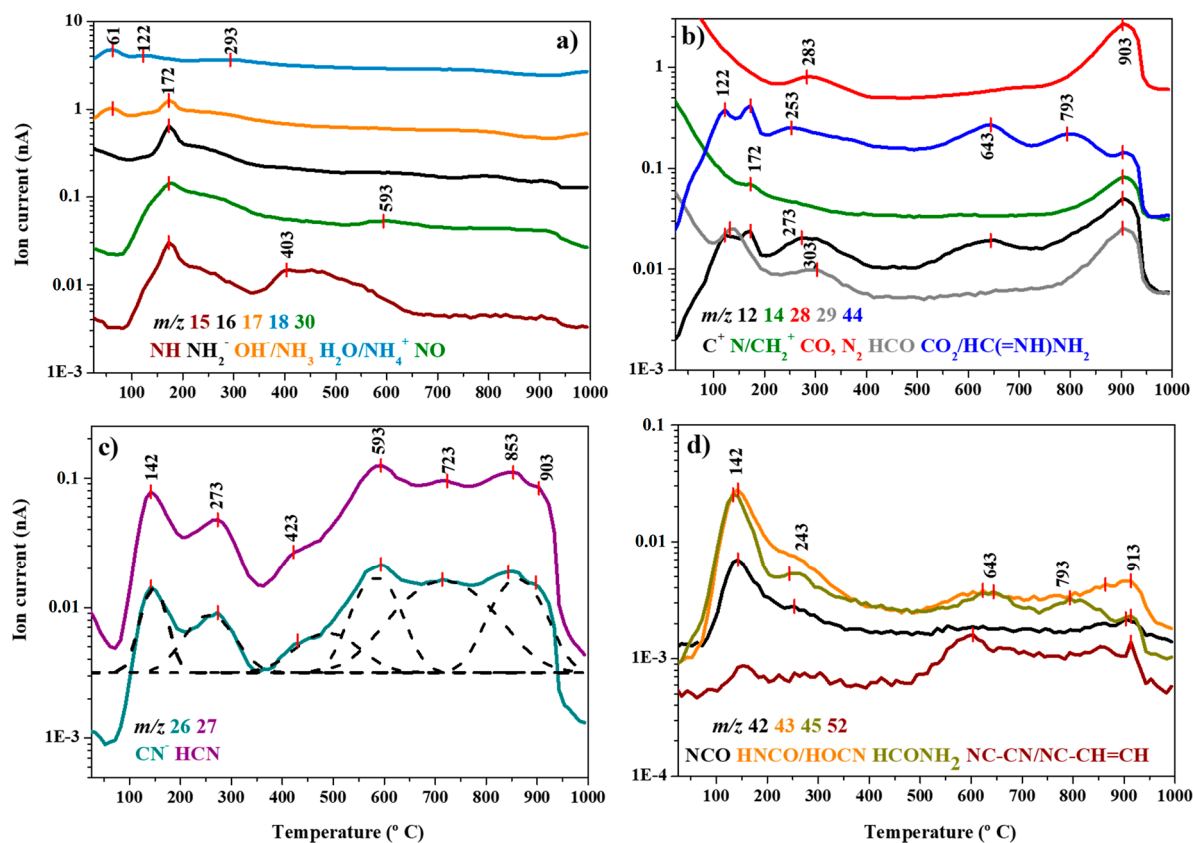 a)
10
1
0.1
0.01
1E-3
Ion current (nA)
61
122
293
172
593
403
m/z 15 16 17 18 30
NH NH2- OH-/NH3 H2O/NH4+ NO
100 200 300 400 500 600 700 800 900 1000
b)
1
0.1
0.01
1E-3
283
903
122
253
793
643
172
273
303
m/z 12 14 28 29 44
C+ N/CH2+ CO, N2 HCO CO2/HC(=NH)NH2
100 200 300 400 500 600 700 800 900 1000
c)
0.1
0.01
1E-3
Ion current (nA)
142
273
423
593
723
853
903
m/z 26 27
CN- HCN
100 200 300 400 500 600 700 800 900 1000
Temperature (º C)
d)
0.1
0.01
1E-3
1E-4
142
243
643
793
913
m/z 42 43 45 52
NCO HNCO/HOCN HCONH2 NC-CN/NC-CH=CH
100 200 300 400 500 600 700 800 900 1000
Temperature (º C)